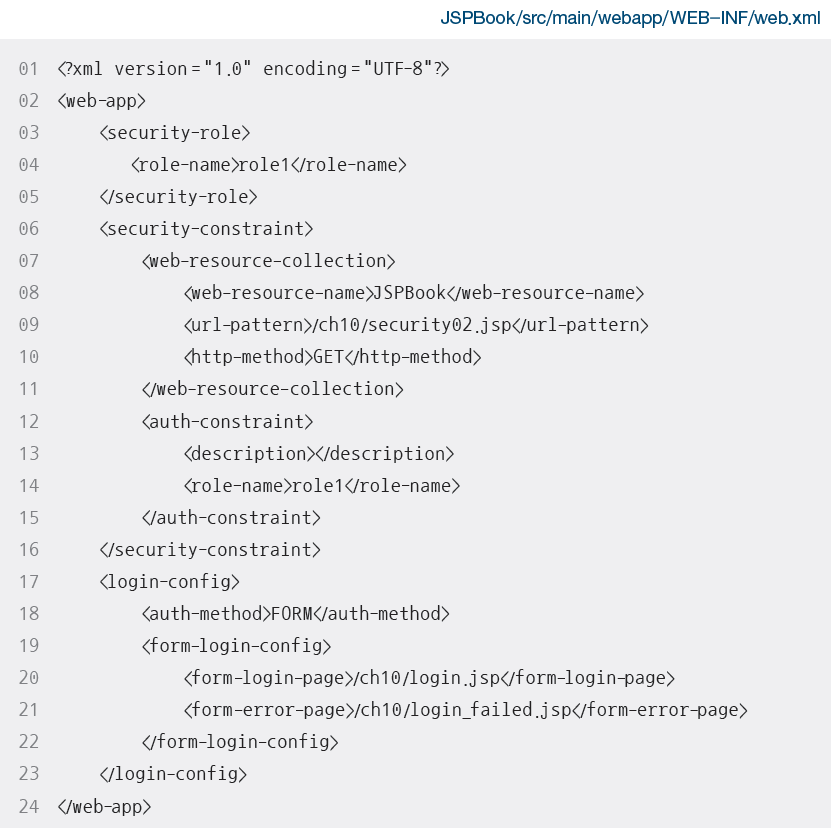 JSPBook/src/main/webapp/WEB-INF/web.xml
01 <?xml version="1.0" encoding="UTF-8"?>
02 <web-app>
03     <security-role>
04        <role-name>role1</role-name>
05     </security-role>
06     <security-constraint>
07         <web-resource-collection>
08             <web-resource-name>JSPBook</web-resource-name>
09             <url-pattern>/ch10/security02.jsp</url-pattern>
10             <http-method>GET</http-method>
11         </web-resource-collection>
12         <auth-constraint>
13             <description></description>
14             <role-name>role1</role-name>
15         </auth-constraint>
16     </security-constraint>
17     <login-config>
18         <auth-method>FORM</auth-method>
19         <form-login-config>
20             <form-login-page>/ch10/login.jsp</form-login-page>
21             <form-error-page>/ch10/login_failed.jsp</form-error-page>
22         </form-login-config>
23     </login-config>
24 </web-app>